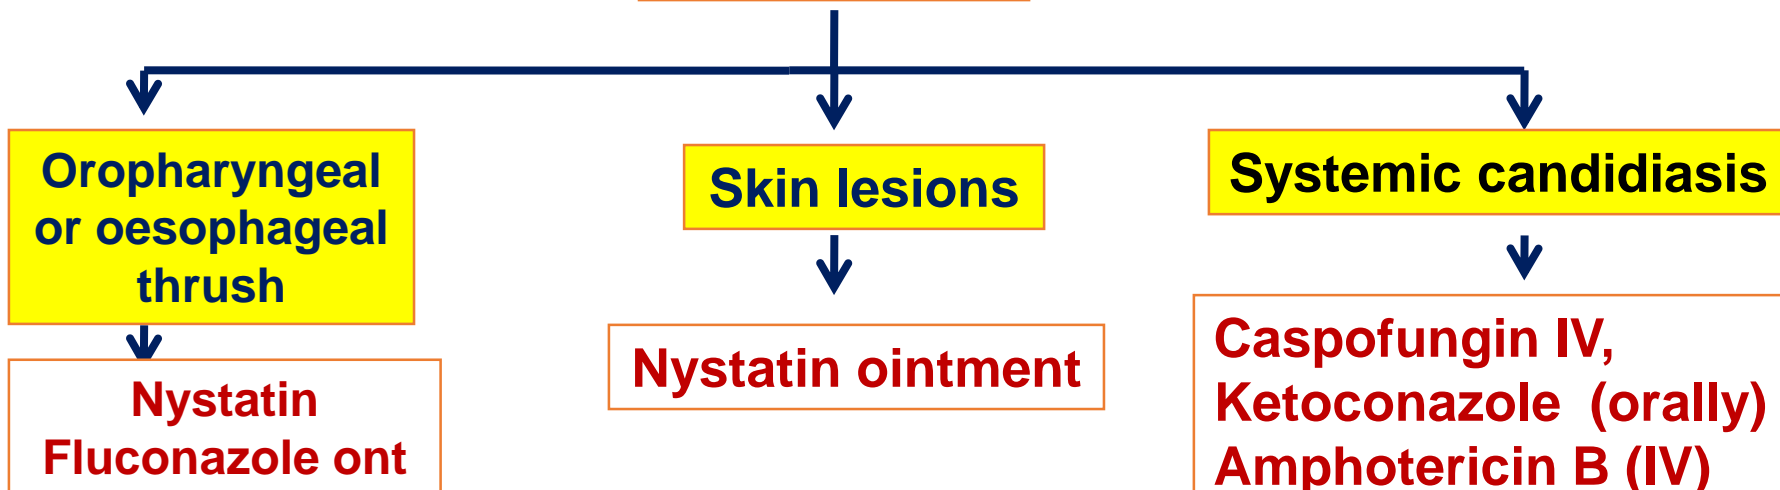 Oropharyngeal
or oesophageal
thrush
Nystatin
Fluconazole ont
Skin lesions
Nystatin ointment
Systemic candidiasis
Caspofungin IV,
Ketoconazole (orally)
Amphotericin B (IV)